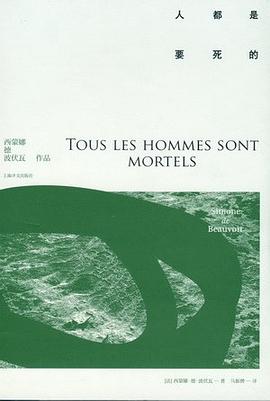 人都是
要死的
西蒙娜
德
波伏瓦 作品
上海译文出版社
TOUS LES HOMMES SONT
MORTELS
Simone
de
Beauvoir
[法] 西蒙娜·德·波伏瓦 — 著 马振骋 — 译